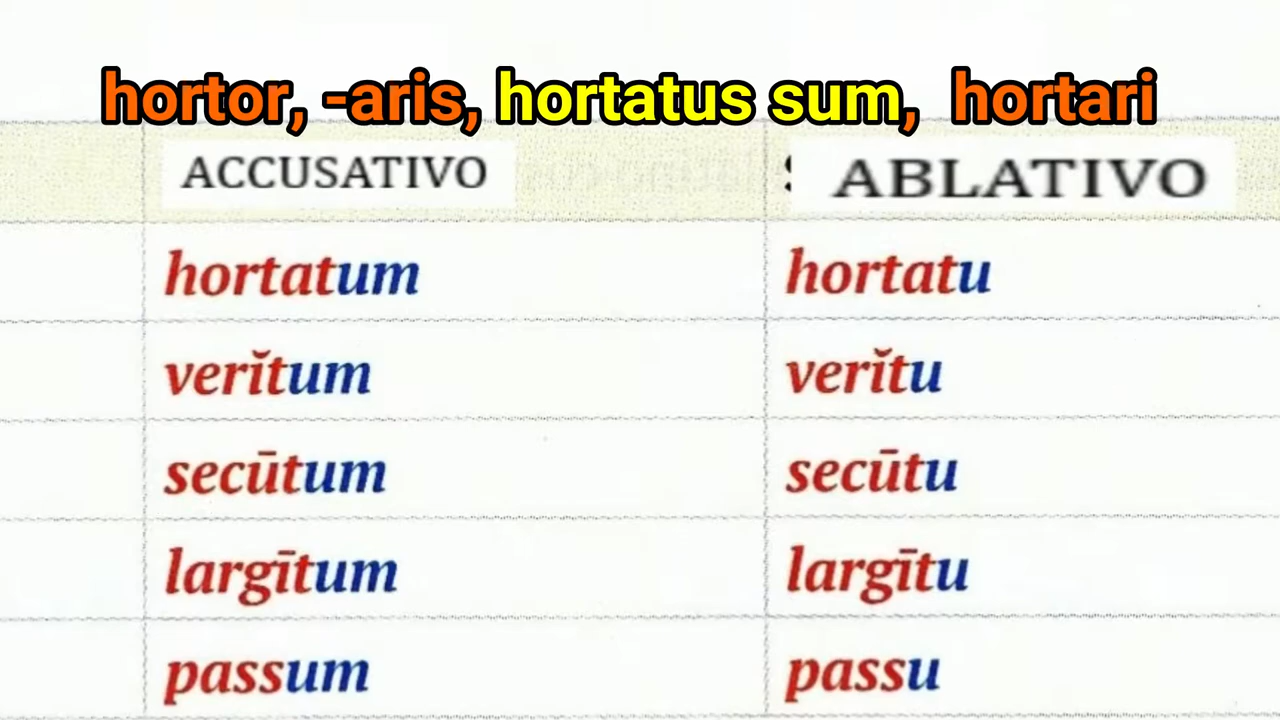 hortor, -aris, hortatus sum, hortari
ACCUSATIVO ABLATIVO
hortatum hortatu
verĭtum verĭtu
secūtum secūtu
largītum largītu
passum passu